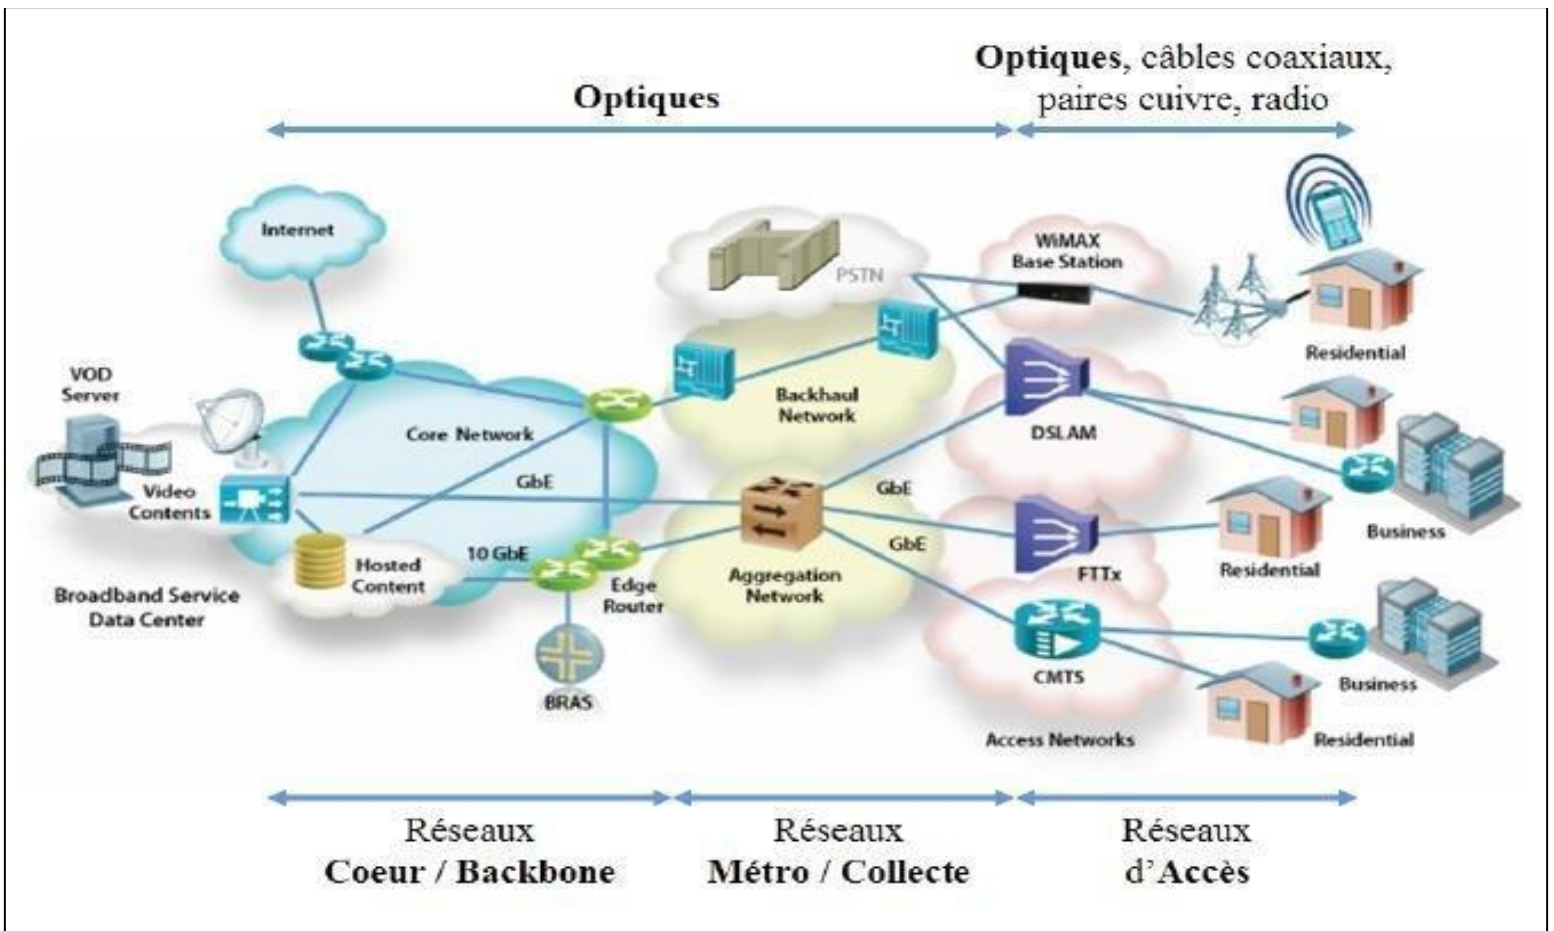 Optiques
Optiques, câbles coaxiaux,
paires cuivre, radio
Internet
PSTN
WiMAX
Base Station
Residential
VOD
Server
Core Network
Backhaul
Network
DSLAM
Video
Contents
GbE
GbE
GbE
Business
Hosted
Content
10 GbE
Edge
Router
Aggregation
Network
FTTx
Residential
Broadband Service
Data Center
BRAS
CMTS
Business
Access Networks
Residential
Réseaux
Coeur / Backbone
Réseaux
Métro / Collecte
Réseaux
d’Accès